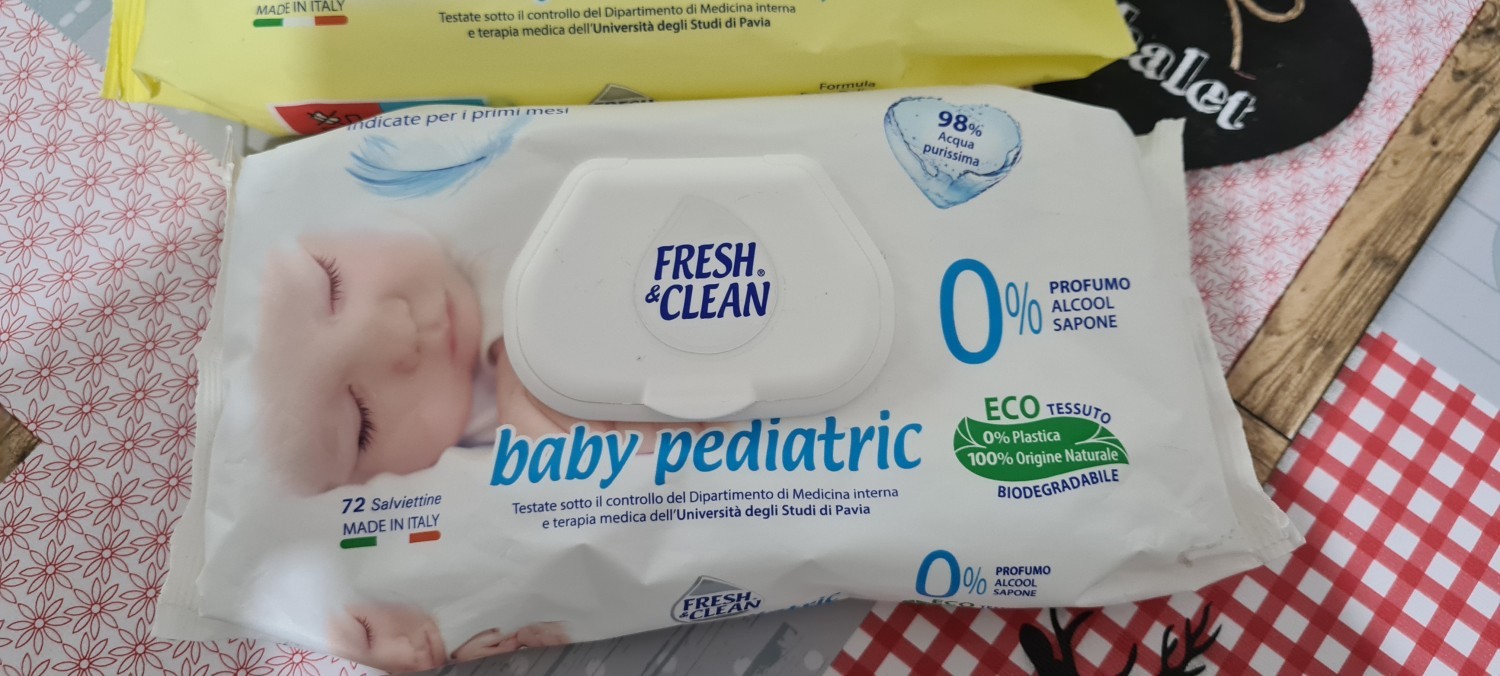 MADE IN ITALY
Testate sotto il controllo del Dipartimento di Medicina interna
e terapia medica dell'Università degli Studi di Pavia
Formula
Indicate per i primi mesi
98%
Acqua
purissima
FRESH®
&CLEAN
0% PROFUMO
ALCOOL
SAPONE
ECO TESSUTO
0% Plastica
100% Origine Naturale
BIODEGRADABILE
baby pediatric
72 Salviettine
MADE IN ITALY
Testate sotto il controllo del Dipartimento di Medicina interna
e terapia medica dell'Università degli Studi di Pavia
FRESH
&CLEAN
0% PROFUMO
ALCOOL
SAPONE
ECO